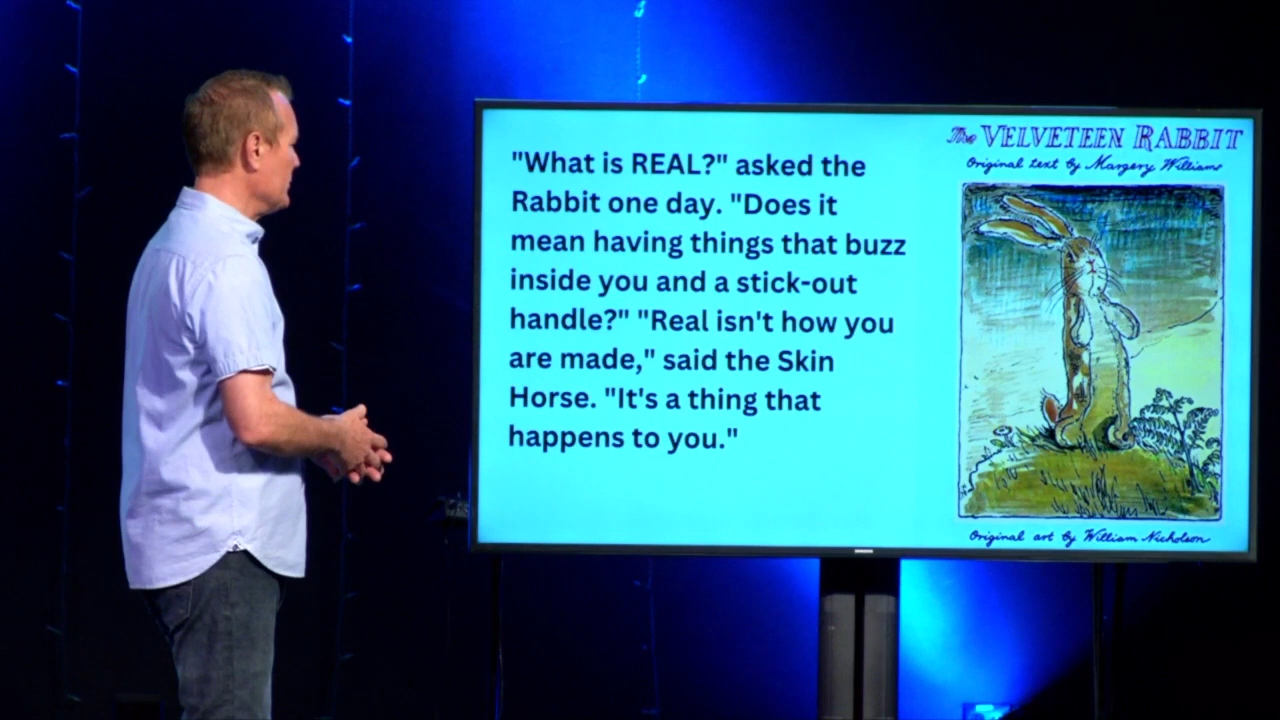 "What is REAL?" asked the
Rabbit one day. "Does it
mean having things that buzz
inside you and a stick-out
handle?" "Real isn't how you
are made," said the Skin
Horse. "It's a thing that
happens to you."
The VELVETEEN RABBIT
Original text by Margery Williams
Original art by William Nicholson